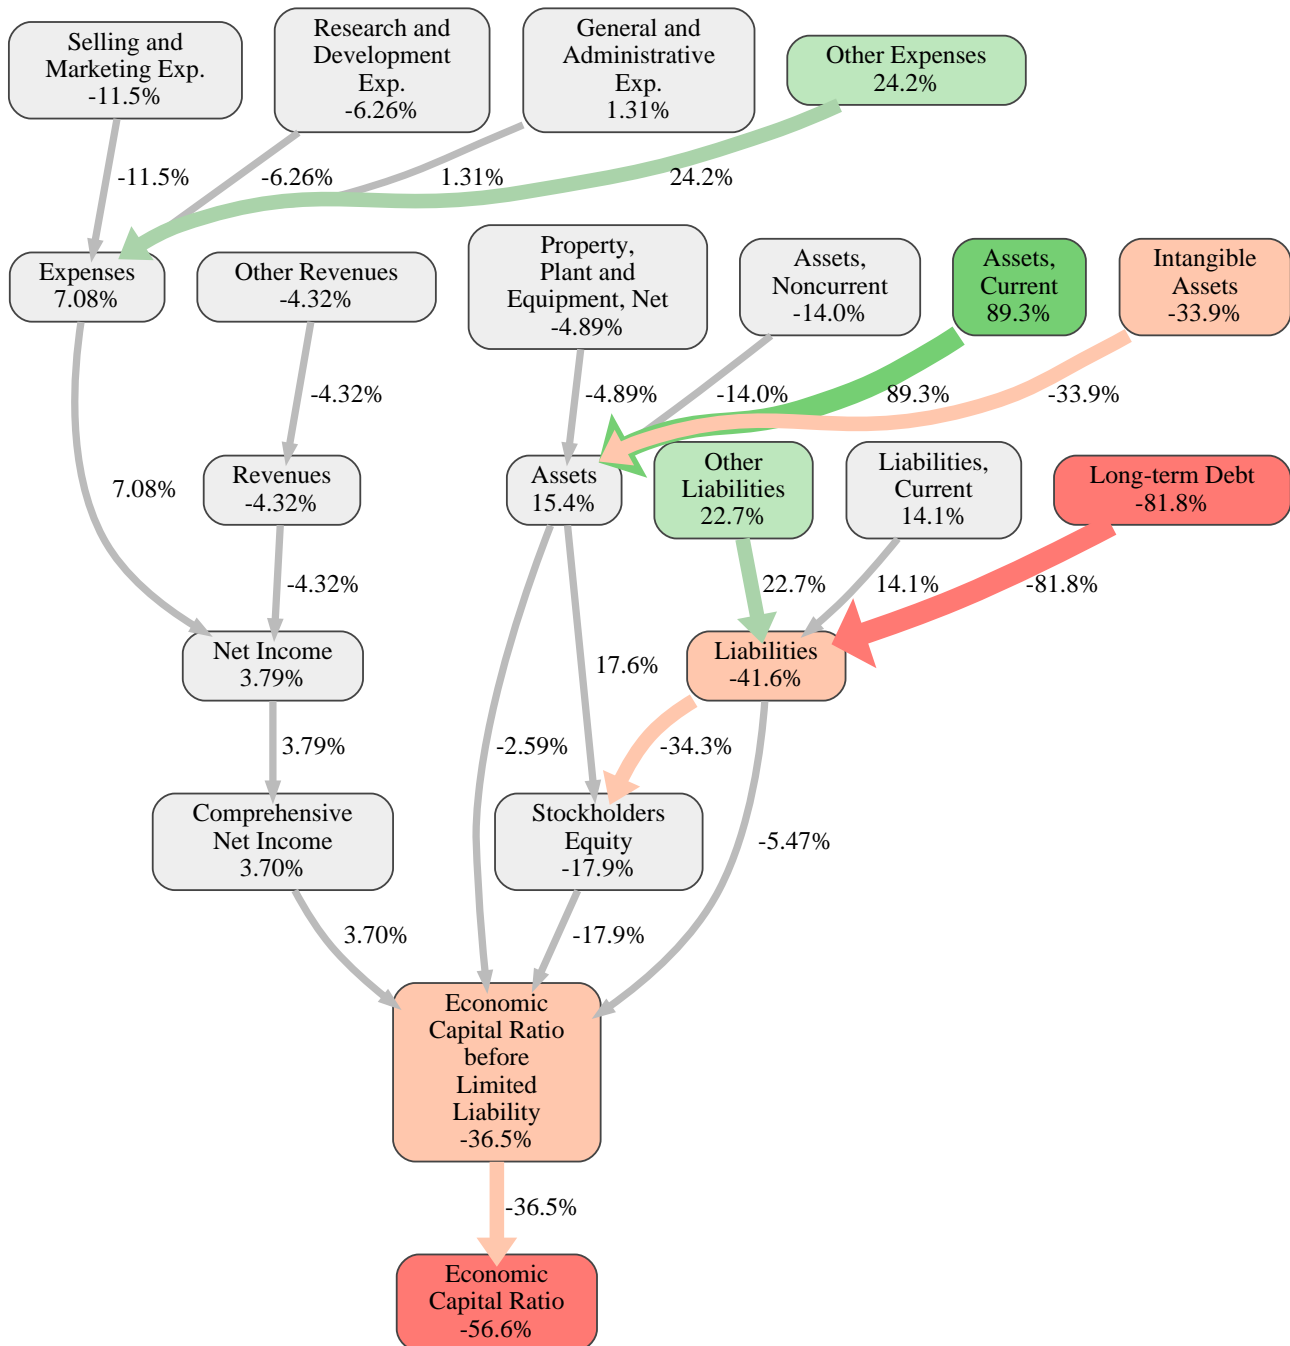 Selling and
Marketing Exp.
-11.5%
Research and
Development
Exp.
-6.26%
General and
Administrative
Exp.
1.31%
Other Expenses
24.2%
-11.5%
-6.26%
1.31%
24.2%
Expenses
7.08%
Other Revenues
-4.32%
Property,
Plant and
Equipment, Net
-4.89%
Assets,
Noncurrent
-14.0%
Assets,
Current
89.3%
Intangible
Assets
-33.9%
-4.32%
-4.89%
-14.0%
89.3%
-33.9%
7.08%
Revenues
-4.32%
Assets
15.4%
Other
Liabilities
22.7%
Liabilities,
Current
14.1%
Long-term Debt
-81.8%
-4.32%
22.7%
14.1%
-81.8%
Net Income
3.79%
17.6%
Liabilities
-41.6%
3.79%
-2.59%
-34.3%
Comprehensive
Net Income
3.70%
Stockholders
Equity
-17.9%
-5.47%
3.70%
-17.9%
Economic
Capital Ratio
before
Limited
Liability
-36.5%
-36.5%
Economic
Capital Ratio
-56.6%